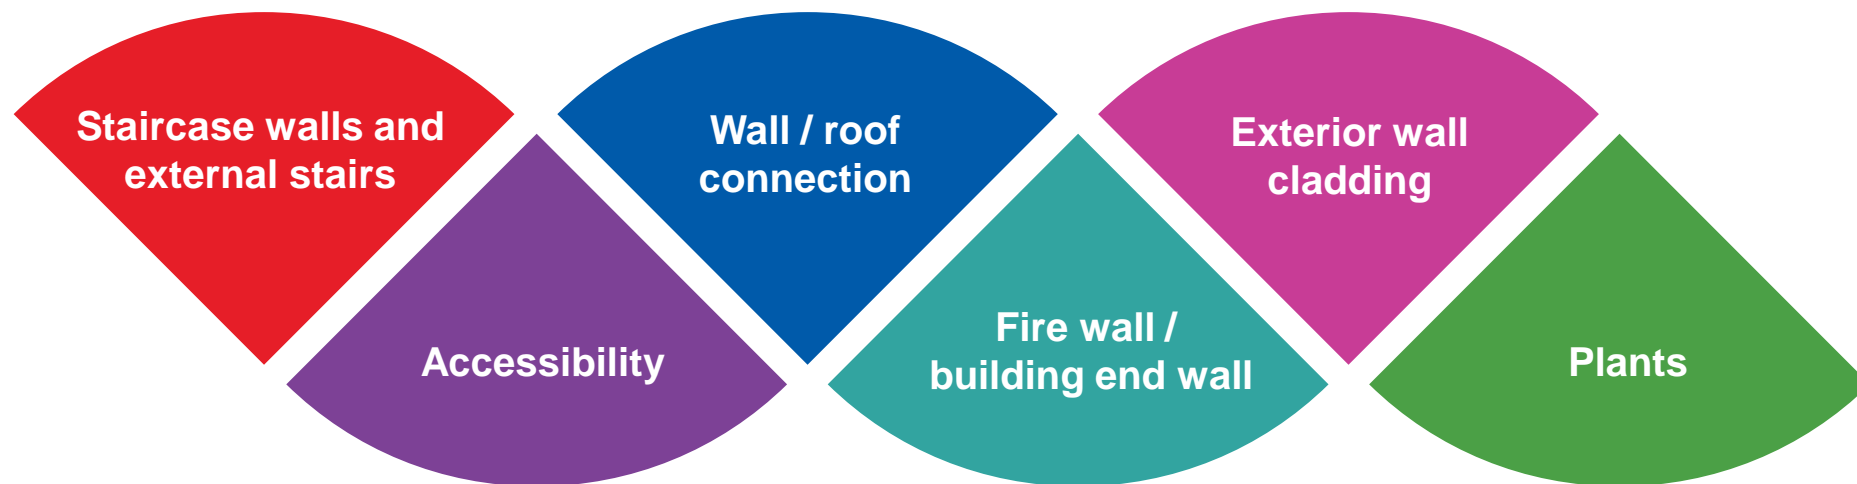 Staircase walls and
external stairs
Accessibility
Wall / roof
connection
Fire wall /
building end wall
Exterior wall
cladding
Plants